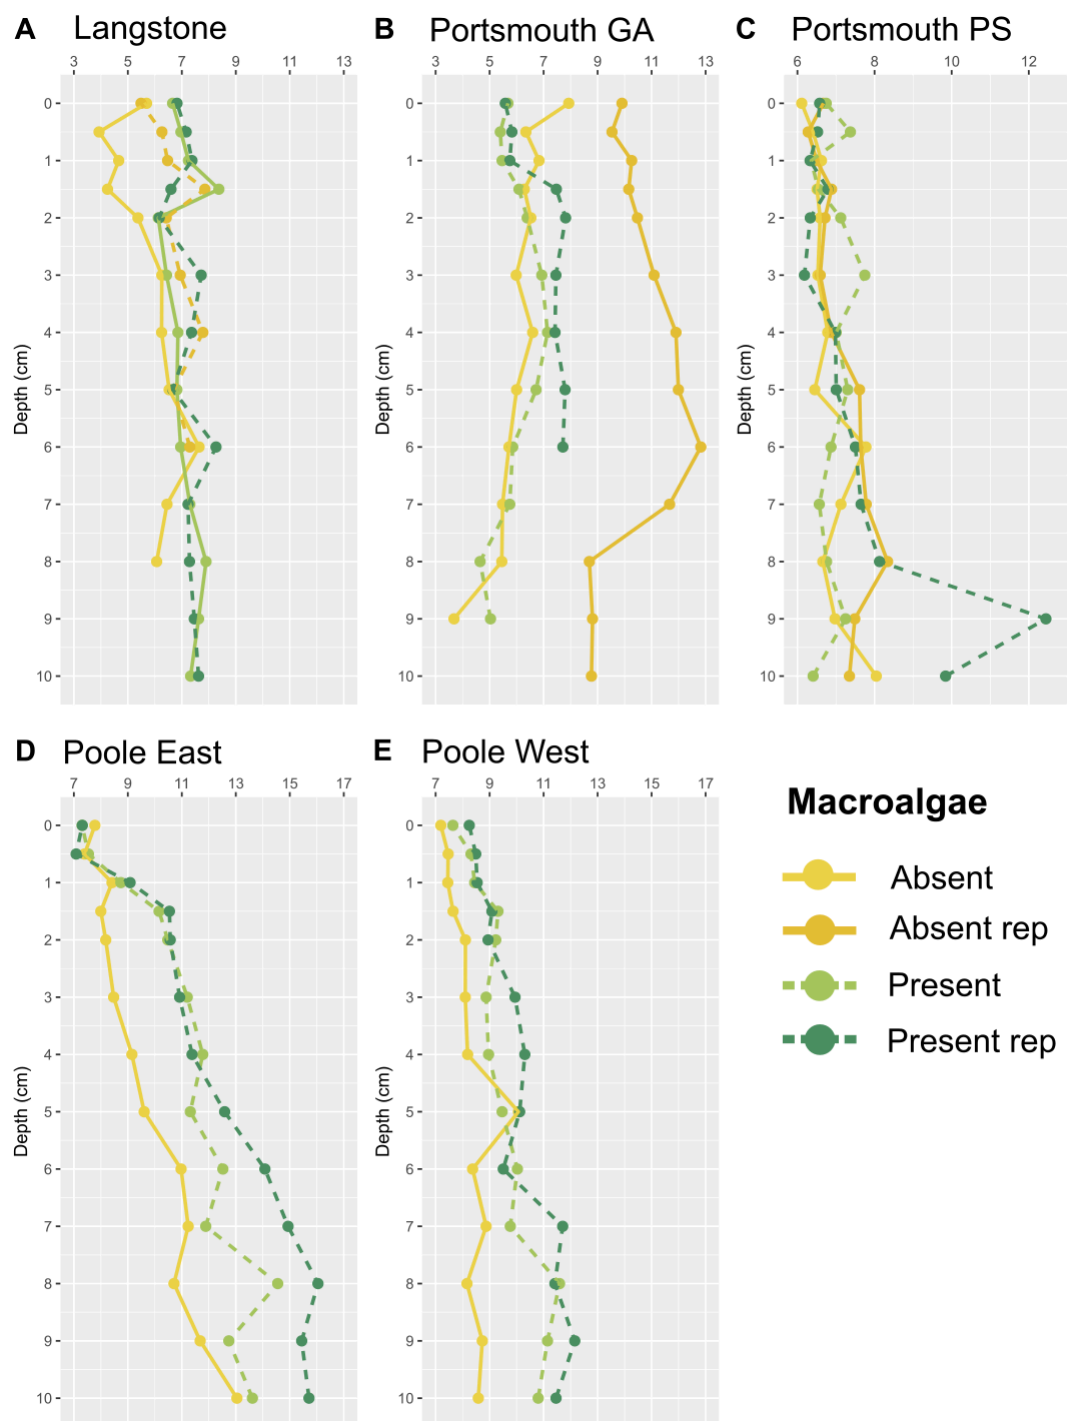 A Langstone
3 5 7 9 11 13
0
1
2
3
4
5
6
7
8
9
10
Depth (cm)
B Portsmouth GA
3 5 7 9 11 13
0
1
2
3
4
5
6
7
8
9
10
Depth (cm)
C Portsmouth PS
6 8 10 12
0
1
2
3
4
5
6
7
8
9
10
Depth (cm)
D Poole East
7 9 11 13 15 17
0
1
2
3
4
5
6
7
8
9
10
Depth (cm)
E Poole West
7 9 11 13 15 17
0
1
2
3
4
5
6
7
8
9
10
Depth (cm)
Macroalgae
Absent
Absent rep
Present
Present rep